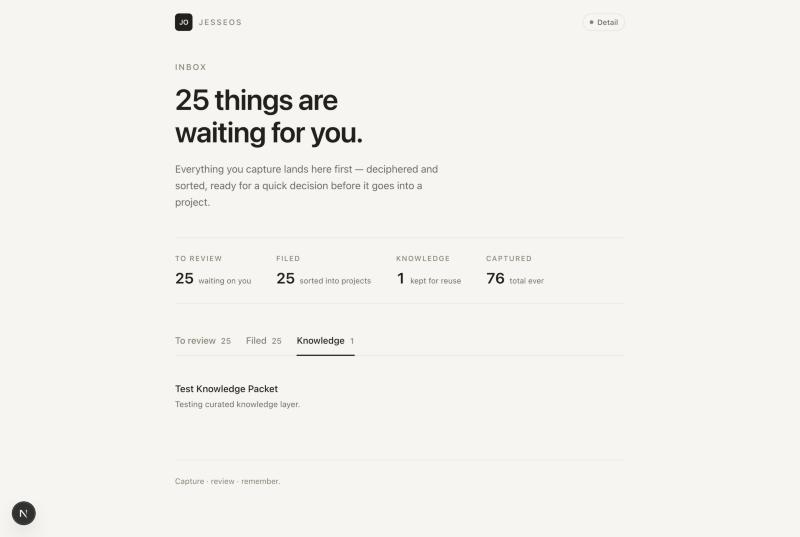 JO JESSEOS
Detail
INBOX
25 things are
waiting for you.
Everything you capture lands here first — deciphered and
sorted, ready for a quick decision before it goes into a
project.
TO REVIEW FILED KNOWLEDGE CAPTURED
25 waiting on you 25 sorted into projects 1 kept for reuse 76 total ever
To review 25 Filed 25 Knowledge 1
Test Knowledge Packet
Testing curated knowledge layer.
Capture · review · remember.
N